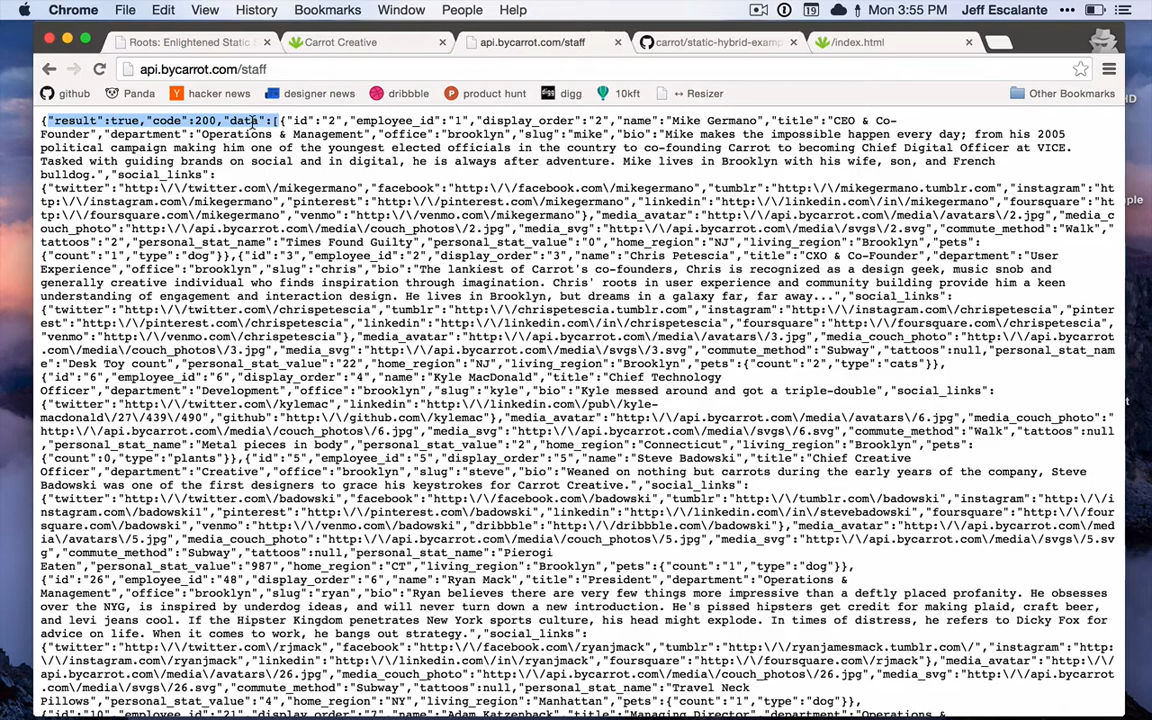 Chrome File Edit View History Bookmarks Window People Help Mon 3:55 PM Jeff Escalante
Roots: Enlightened Static Carrot Creative api.bycarrot.com/staff carrot/static-hybrid-examp /index.html
api.bycarrot.com/staff
github Panda hacker news designer news dribbble product hunt digg 10kft ↔ Resizer Other Bookmarks
{"result":true,"code":200,"data":[{"id":"2","employee_id":"1","display_order":"2","name":"Mike Germano","title":"CEO & Co-
Founder","department":"Operations & Management","office":"brooklyn","slug":"mike","bio":"Mike makes the impossible happen every day; from his 2005
political campaign making him one of the youngest elected officials in the country to co-founding Carrot to becoming Chief Digital Officer at VICE.
Tasked with guiding brands on social and in digital, he is always after adventure. Mike lives in Brooklyn with his wife, son, and French
bulldog.","social_links":
{"twitter":"http:\/\/twitter.com\/mikegermano","facebook":"http:\/\/facebook.com\/mikegermano","tumblr":"http:\/\/mikegermano.tumblr.com","instagram":"ht
tp:\/\/instagram.com\/mikegermano","pinterest":"http:\/\/pinterest.com\/mikegermano","linkedin":"http:\/\/linkedin.com\/in\/mikegermano","foursquare":"ht
tp:\/\/foursquare.com\/mikegermano","venmo":"http:\/\/venmo.com\/mikegermano"},"media_avatar":"http:\/\/api.bycarrot.com\/media\/avatars\/2.jpg","media_c
ouch_photo":"http:\/\/api.bycarrot.com\/media\/couch_photos\/2.jpg","media_svg":"http:\/\/api.bycarrot.com\/media\/svgs\/2.svg","commute_method":"Walk","
tattoos":"2","personal_stat_name":"Times Found Guilty","personal_stat_value":"0","home_region":"NJ","living_region":"Brooklyn","pets":
{"count":"1","type":"dog"}},{"id":"3","employee_id":"2","display_order":"3","name":"Chris Petescia","title":"CXO & Co-Founder","department":"User
Experience","office":"brooklyn","slug":"chris","bio":"The lankiest of Carrot's co-founders, Chris is recognized as a design geek, music snob and
generally creative individual who finds inspiration through imagination. Chris' roots in user experience and community building provide him a keen
understanding of engagement and interaction design. He lives in Brooklyn, but dreams in a galaxy far, far away...","social_links":
{"twitter":"http:\/\/twitter.com\/chrispetescia","tumblr":"http:\/\/chrispetescia.tumblr.com","instagram":"http:\/\/instagram.com\/chrispetescia","pinter
est":"http:\/\/pinterest.com\/chrispetescia","linkedin":"http:\/\/linkedin.com\/in\/chrispetescia","foursquare":"http:\/\/foursquare.com\/chrispetescia",
"venmo":"http:\/\/venmo.com\/chrispetescia"},"media_avatar":"http:\/\/api.bycarrot.com\/media\/avatars\/3.jpg","media_couch_photo":"http:\/\/api.bycarrot
.com\/media\/couch_photos\/3.jpg","media_svg":"http:\/\/api.bycarrot.com\/media\/svgs\/3.svg","commute_method":"Subway","tattoos":null,"personal_stat_nam
e":"Desk Toy count","personal_stat_value":"22","home_region":"NJ","living_region":"Brooklyn","pets":{"count":"2","type":"cats"}},
{"id":"6","employee_id":"6","display_order":"4","name":"Kyle MacDonald","title":"Chief Technology
Officer","department":"Development","office":"brooklyn","slug":"kyle","bio":"Kyle messed around and got a triple-double","social_links":
{"twitter":"http:\/\/twitter.com\/kylemac","linkedin":"http:\/\/linkedin.com\/pub\/kyle-
macdonald\/27\/439\/490","github":"http:\/\/github.com\/kylemac"},"media_avatar":"http:\/\/api.bycarrot.com\/media\/avatars\/6.jpg","media_couch_photo":"
http:\/\/api.bycarrot.com\/media\/couch_photos\/6.jpg","media_svg":"http:\/\/api.bycarrot.com\/media\/svgs\/6.svg","commute_method":"Walk","tattoos":null
,"personal_stat_name":"Metal pieces in body","personal_stat_value":"2","home_region":"Connecticut","living_region":"Brooklyn","pets":
{"count":0,"type":"plants"}},{"id":"5","employee_id":"5","display_order":"5","name":"Steve Badowski","title":"Chief Creative
Officer","department":"Creative","office":"brooklyn","slug":"steve","bio":"Weaned on nothing but carrots during the early years of the company, Steve
Badowski was one of the first designers to grace his keystrokes for Carrot Creative.","social_links":
{"twitter":"http:\/\/twitter.com\/badowski","facebook":"http:\/\/facebook.com\/badowski","tumblr":"http:\/\/tumblr.com\/badowski","instagram":"http:\/\/i
nstagram.com\/badowski1","pinterest":"http:\/\/pinterest.com\/badowski","linkedin":"http:\/\/linkedin.com\/in\/stevebadowski","foursquare":"http:\/\/four
square.com\/badowski","venmo":"http:\/\/venmo.com\/badowski","dribbble":"http:\/\/dribbble.com\/badowski"},"media_avatar":"http:\/\/api.bycarrot.com\/med
ia\/avatars\/5.jpg","media_couch_photo":"http:\/\/api.bycarrot.com\/media\/couch_photos\/5.jpg","media_svg":"http:\/\/api.bycarrot.com\/media\/svgs\/5.sv
g","commute_method":"Subway","tattoos":null,"personal_stat_name":"Pierogi
Eaten","personal_stat_value":"987","home_region":"CT","living_region":"Brooklyn","pets":{"count":"1","type":"dog"}},
{"id":"26","employee_id":"48","display_order":"6","name":"Ryan Mack","title":"President","department":"Operations &
Management","office":"brooklyn","slug":"ryan","bio":"Ryan believes there are very few things more impressive than a deftly placed profanity. He obsesses
over the NYG, is inspired by underdog ideas, and will never turn down a new introduction. He's pissed hipsters get credit for making plaid, craft beer,
and levi jeans cool. If the Hipster Kingdom penetrates New York sports culture, his head might explode. In times of distress, he refers to Dicky Fox for
advice on life. When it comes to work, he bangs out strategy.","social_links":
{"twitter":"http:\/\/twitter.com\/rjmack","facebook":"http:\/\/facebook.com\/ryanjmack","tumblr":"http:\/\/ryanjamesmack.tumblr.com\/","instagram":"http:
\/\/instagram.com\/ryanjmack","linkedin":"http:\/\/linkedin.com\/in\/ryanjmack","foursquare":"http:\/\/foursquare.com\/rjmack"},"media_avatar":"http:\/\/
api.bycarrot.com\/media\/avatars\/26.jpg","media_couch_photo":"http:\/\/api.bycarrot.com\/media\/couch_photos\/26.jpg","media_svg":"http:\/\/api.bycarrot
.com\/media\/svgs\/26.svg","commute_method":"Subway","tattoos":null,"personal_stat_name":"Travel Neck
Pillows","personal_stat_value":"4","home_region":"NY","living_region":"Manhattan","pets":{"count":"1","type":"dog"}},
{"id":"10","employee_id":"21","display_order":"7","name":"Adam Katzenback","title":"Managing Director","department":"Operations &